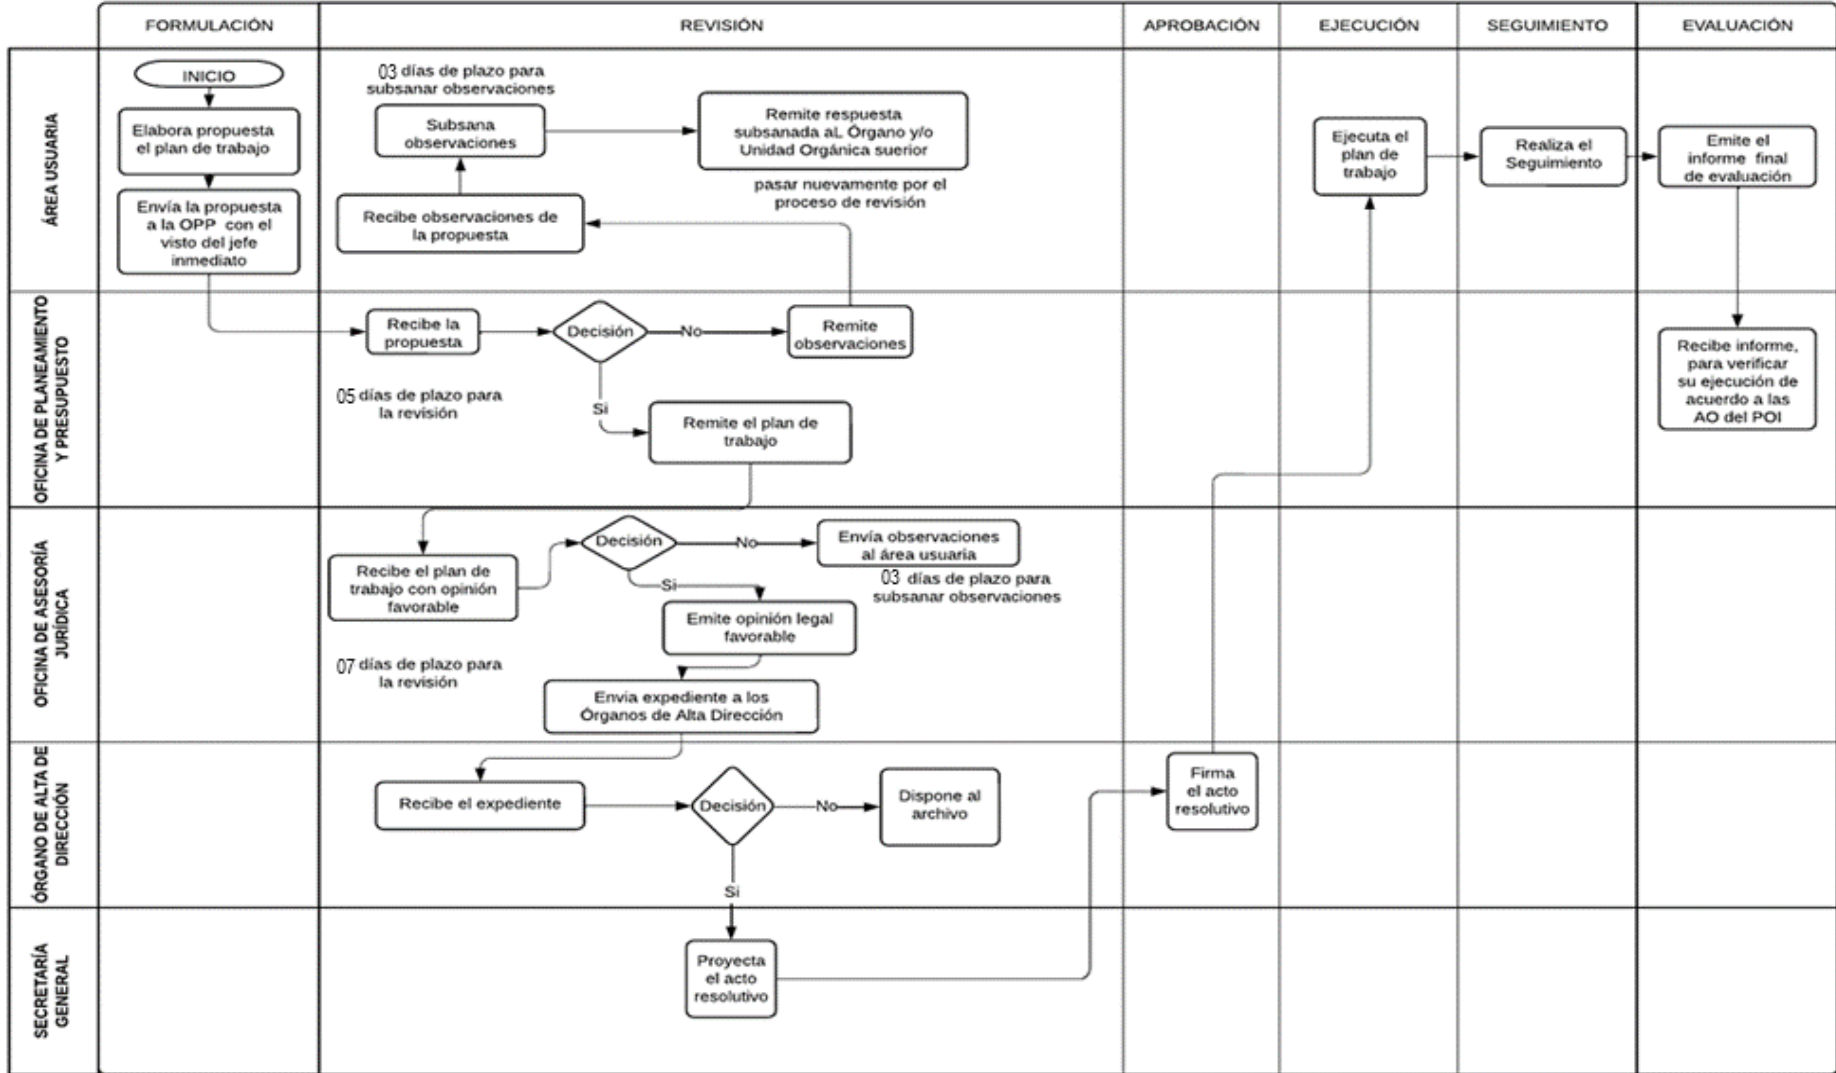 FORMULACIÓN
REVISIÓN
APROBACIÓN
EJECUCIÓN
SEGUIMIENTO
EVALUACIÓN
ÁREA USUARIA
INICIO
Elabora propuesta
el plan de trabajo
Envía la propuesta
a la OPP con el
visto del jefe
inmediato
03 días de plazo para
subsanar observaciones
Subsana
observaciones
Remite respuesta
subsanada aL Órgano y/o
Unidad Orgánica suerior
pasar nuevamente por el
proceso de revisión
Recibe observaciones de
la propuesta
Ejecuta el
plan de
trabajo
Realiza el
Seguimiento
Emite el
informe final
de evaluación
OFICINA DE PLANEAMIENTO
Y PRESUPUESTO
Recibe la
propuesta
Decisión
No
Remite
observaciones
05 días de plazo para
la revisión
Si
Remite el plan de
trabajo
Recibe informe,
para verificar
su ejecución de
acuerdo a las
AO del POI
OFICINA DE ASESORÍA
JURÍDICA
Recibe el plan de
trabajo con opinión
favorable
Decisión
No
Envía observaciones
al área usuaria
03 días de plazo para
subsanar observaciones
Si
Emite opinión legal
favorable
07 días de plazo para
la revisión
Envia expediente a los
Órganos de Alta Dirección
ÓRGANO DE ALTA DE
DIRECCIÓN
Recibe el expediente
Decisión
No
Dispone al
archivo
Si
Firma
el acto
resolutivo
SECRETARÍA
GENERAL
Proyecta
el acto
resolutivo